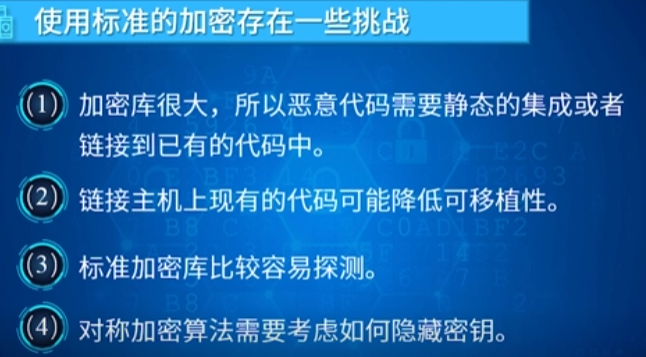 使用标准的加密存在一些挑战
(1) 加密库很大，所以恶意代码需要静态的集成或者
链接到已有的代码中。
(2) 链接主机上现有的代码可能降低可移植性。
(3) 标准加密库比较容易探测。
(4) 对称加密算法需要考虑如何隐藏密钥。